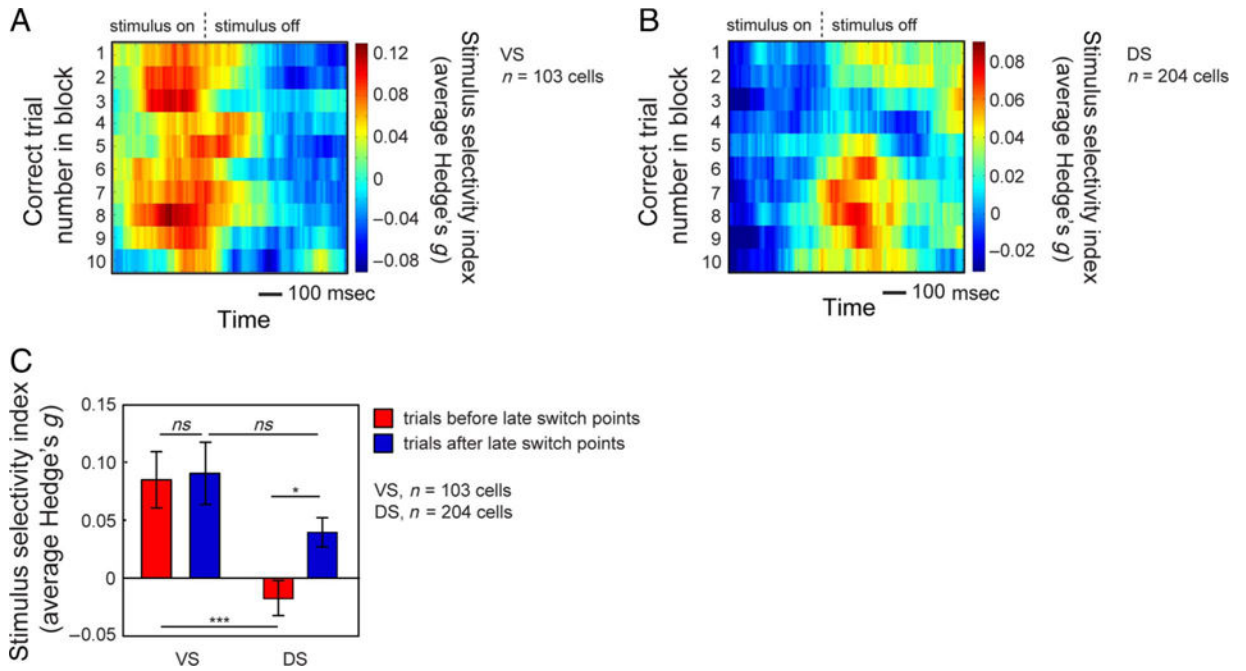 A
stimulus on stimulus off
Correct trial
number in block
1
2
3
4
5
6
7
8
9
10
0.12
0.08
0.04
0
−0.04
−0.08
Stimulus selectivity index
(average Hedge's g)
VS
n = 103 cells
100 msec
Time
B
stimulus on stimulus off
Correct trial
number in block
1
2
3
4
5
6
7
8
9
10
0.08
0.06
0.04
0.02
0
−0.02
Stimulus selectivity index
(average Hedge's g)
DS
n = 204 cells
100 msec
Time
C
Stimulus selectivity index
(average Hedge's g)
0.15
0.10
0.05
0
−0.05
ns
ns
*
***
VS DS
trials before late switch points
trials after late switch points
VS, n = 103 cells
DS, n = 204 cells